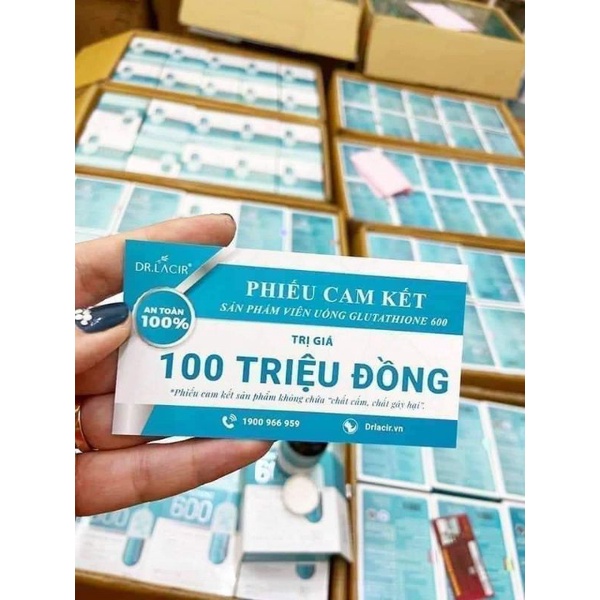 DR.LACIR®
AN TOÀN
100%
PHIẾU CAM KẾT
SẢN PHẨM VIÊN UỐNG GLUTATHIONE 600
TRỊ GIÁ
100 TRIỆU ĐỒNG
*Phiếu cam kết sản phẩm không chứa "chất cấm, chất gây hại".
1900 966 959
Drlacir.vn
600
600